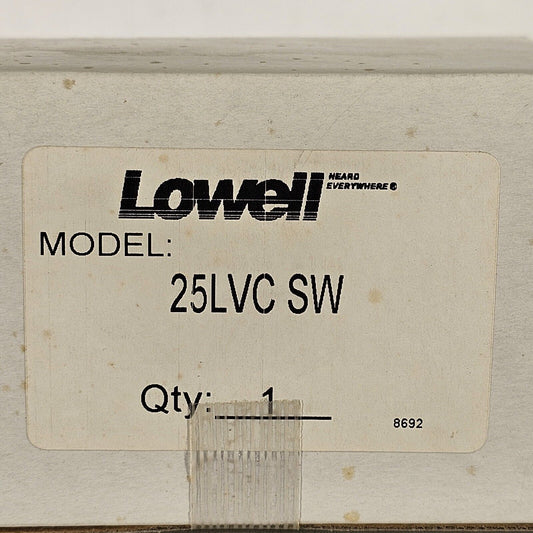 Lowell HEARD
EVERYWHERE®
MODEL:
25LVC SW
Qty: 1
8692